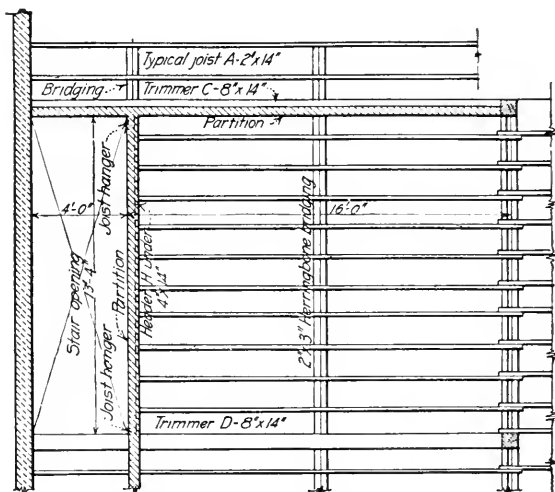 Typical joist A-2"x14"
Bridging
Trimmer C-8"x14"
Partition
4'-0"
16'-0"
Stair opening
13'-4"
Joist hanger
Joist hanger
Partition
Header H under
4"x14"
2"x3" Herringbone bridging
Trimmer D-8"x14"